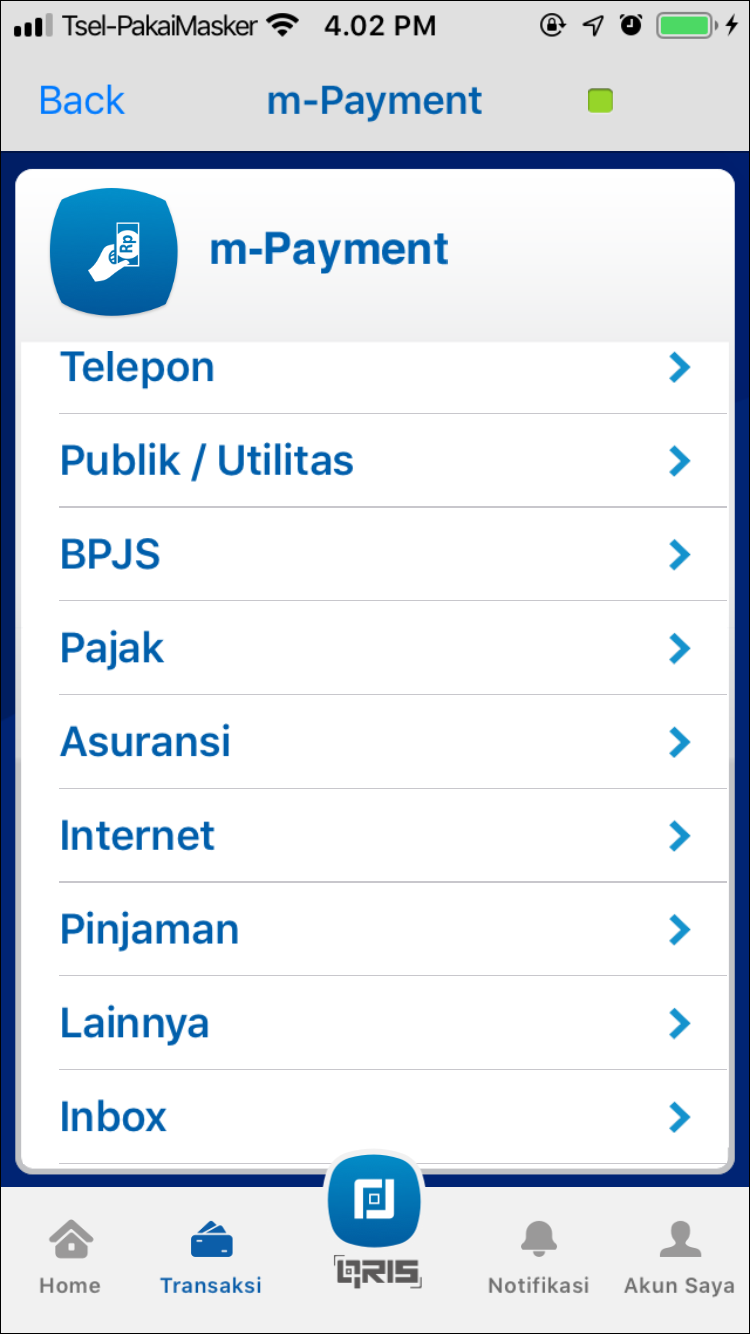 Tsel-PakaiMasker 4.02 PM
Back m-Payment
Rp
m-Payment
Telepon
Publik / Utilitas
BPJS
Pajak
Asuransi
Internet
Pinjaman
Lainnya
Inbox
QRIS
Home Transaksi Notifikasi Akun Saya